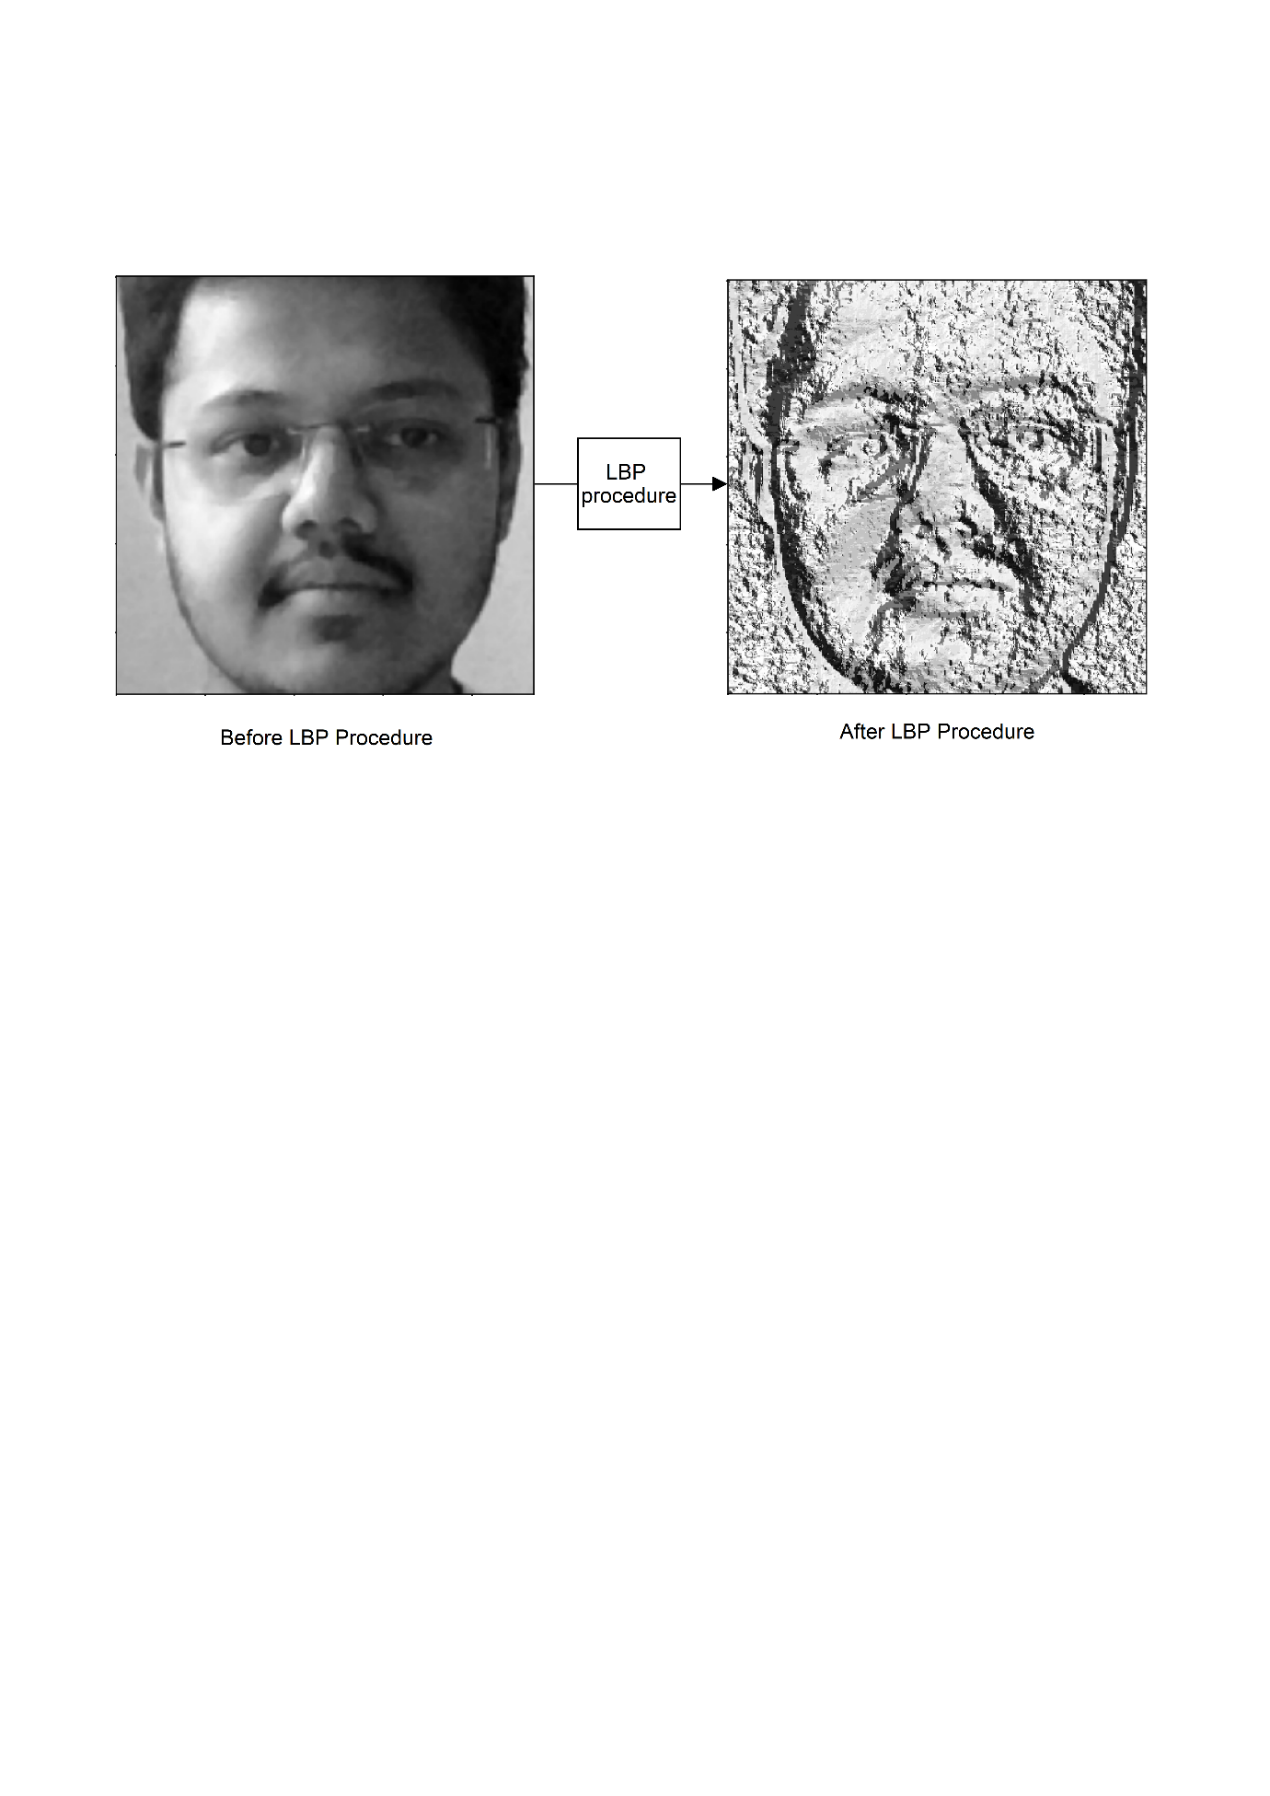 LBP
procedure
Before LBP Procedure
After LBP Procedure